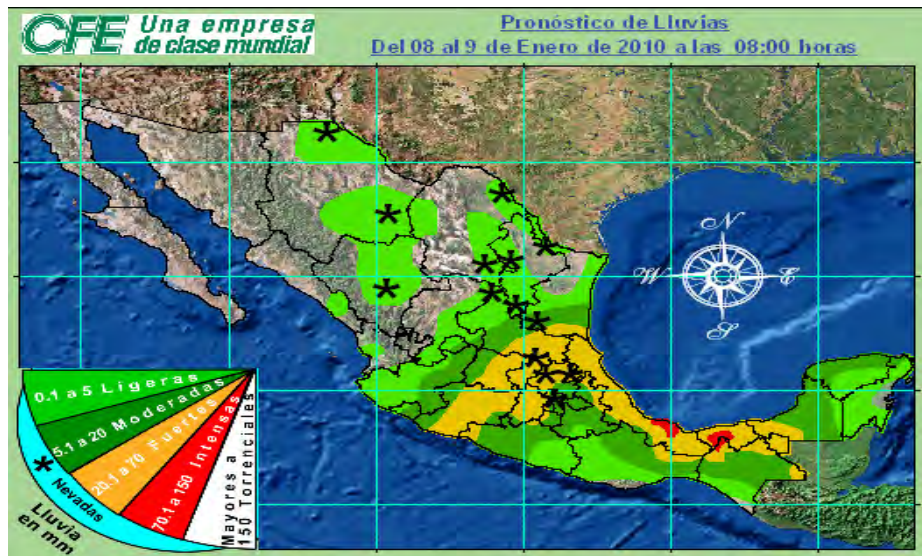 CFE Una empresa
de clase mundial
Pronóstico de Lluvias
Del 08 al 9 de Enero de 2010 a las 08:00 horas
N
W
E
S
0.1 a 5 Ligeras
5.1 a 20 Moderadas
20.1 a 70 Fuertes
70.1 a 150 Intensas
Mayores a
150 Torrenciales
Nevadas
Lluvia
en mm